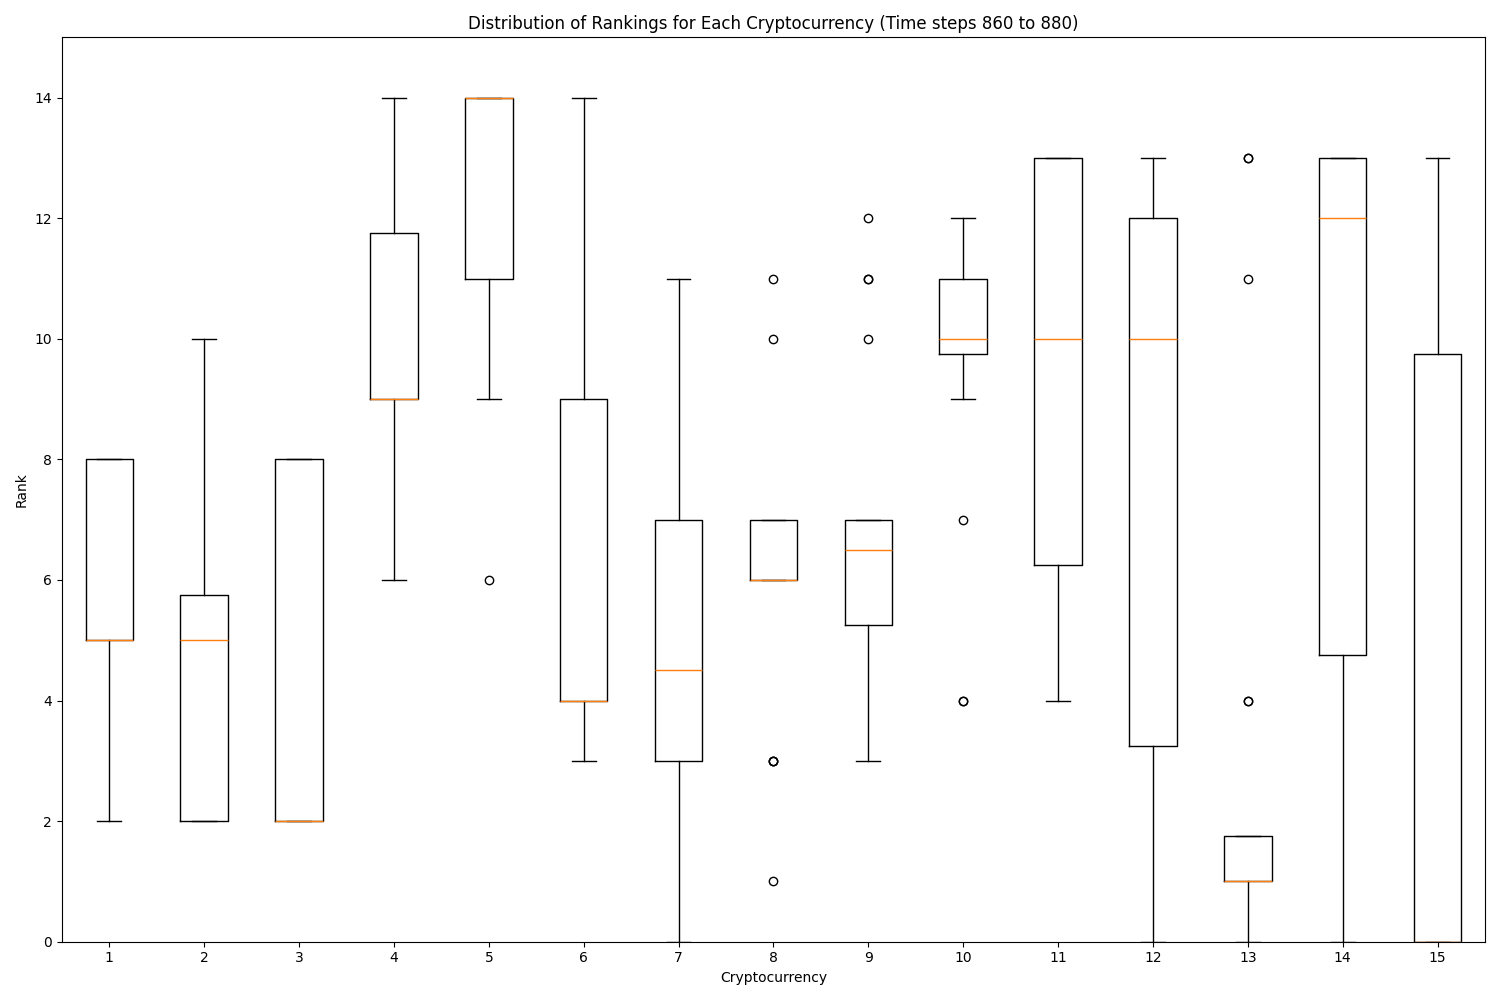 Distribution of Rankings for Each Cryptocurrency (Time steps 860 to 880)
14
12
10
8
6
4
2
0
Rank
1 2 3 4 5 6 7 8 9 10 11 12 13 14 15
Cryptocurrency